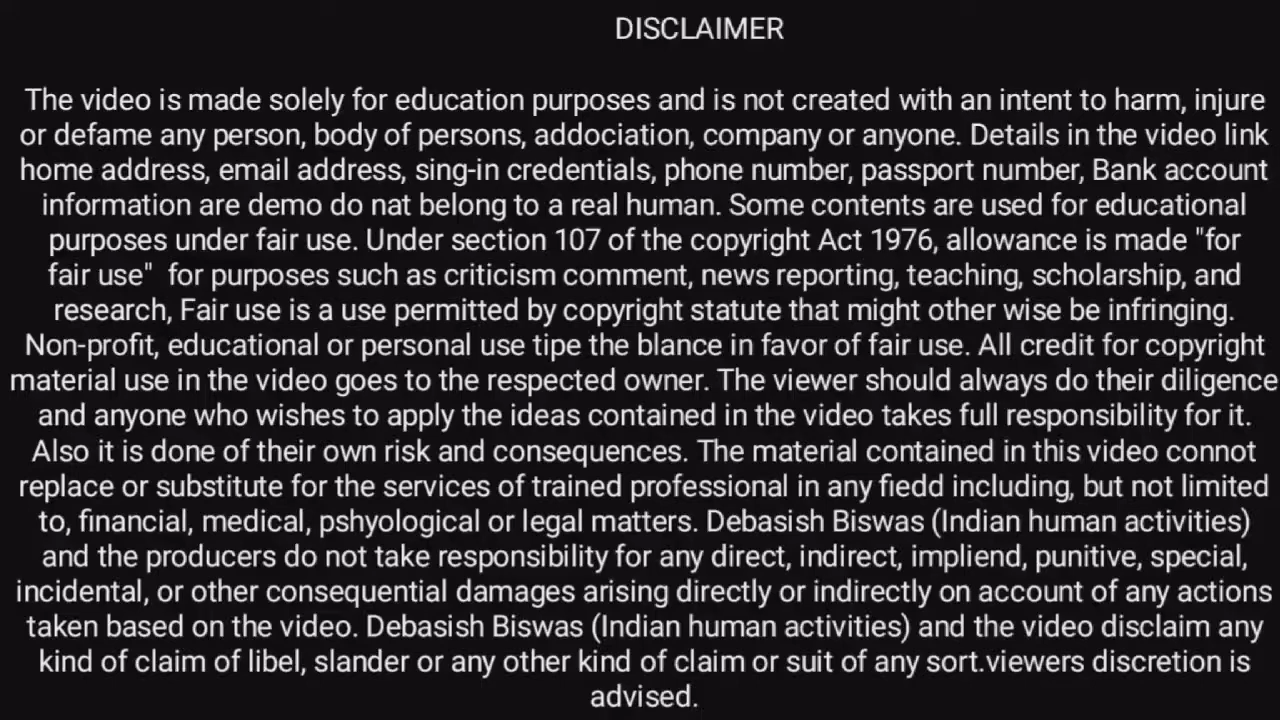 DISCLAIMER
The video is made solely for education purposes and is not created with an intent to harm, injure
or defame any person, body of persons, addociation, company or anyone. Details in the video link
home address, email address, sing-in credentials, phone number, passport number, Bank account
information are demo do nat belong to a real human. Some contents are used for educational
purposes under fair use. Under section 107 of the copyright Act 1976, allowance is made "for
fair use"  for purposes such as criticism comment, news reporting, teaching, scholarship, and
research, Fair use is a use permitted by copyright statute that might other wise be infringing.
Non-profit, educational or personal use tipe the blance in favor of fair use. All credit for copyright
material use in the video goes to the respected owner. The viewer should always do their diligence
and anyone who wishes to apply the ideas contained in the video takes full responsibility for it.
Also it is done of their own risk and consequences. The material contained in this video connot
replace or substitute for the services of trained professional in any fiedd including, but not limited
to, financial, medical, pshyological or legal matters. Debasish Biswas (Indian human activities)
and the producers do not take responsibility for any direct, indirect, impliend, punitive, special,
incidental, or other consequential damages arising directly or indirectly on account of any actions
taken based on the video. Debasish Biswas (Indian human activities) and the video disclaim any
kind of claim of libel, slander or any other kind of claim or suit of any sort.viewers discretion is
advised.